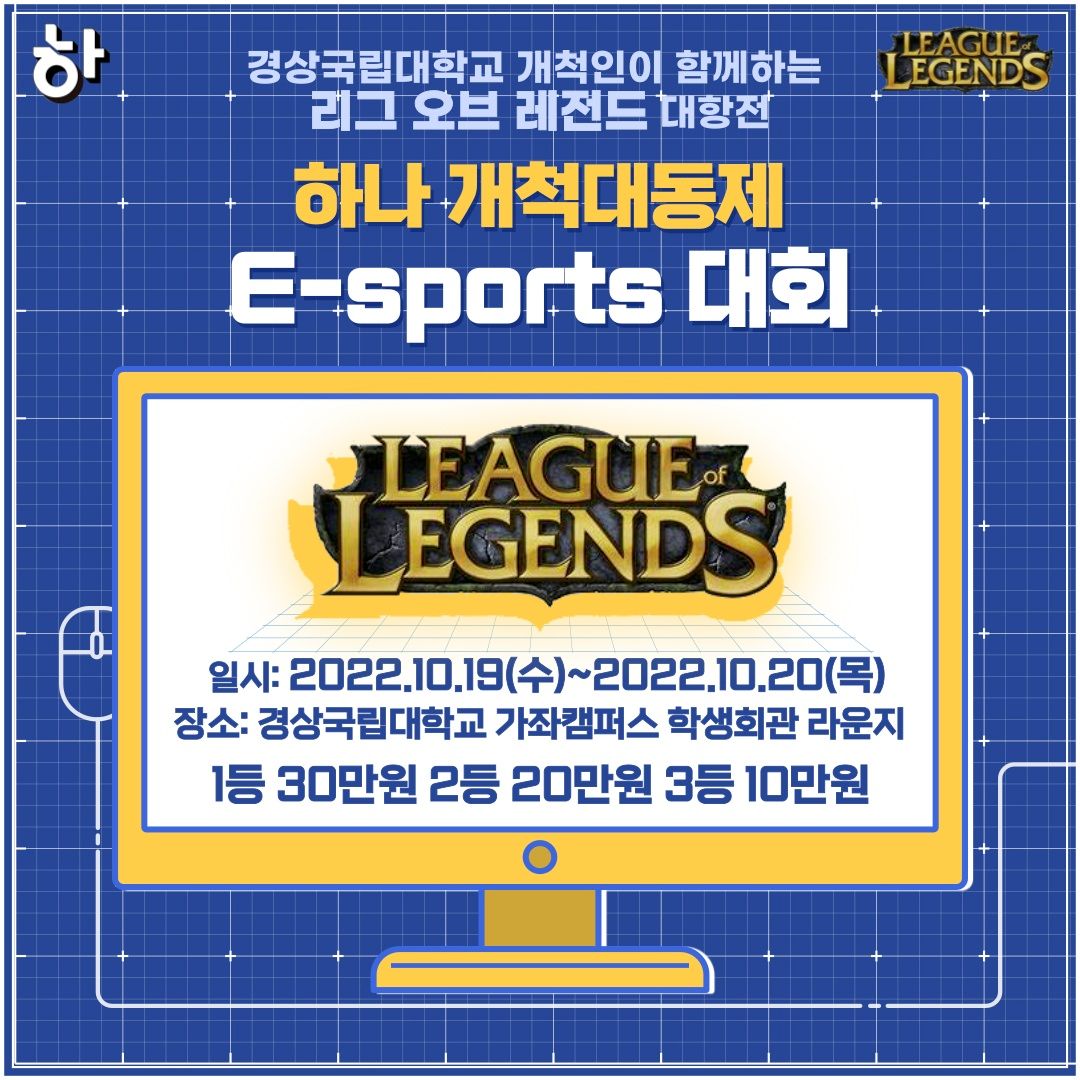 하
LEAGUE of
LEGENDS
경상국립대학교 개척인이 함께하는
리그 오브 레전드 대항전
하나 개척대동제
E-sports 대회
LEAGUE of
LEGENDS®
일시: 2022.10.19(수)~2022.10.20(목)
장소: 경상국립대학교 가좌캠퍼스 학생회관 라운지
1등 30만원 2등 20만원 3등 10만원